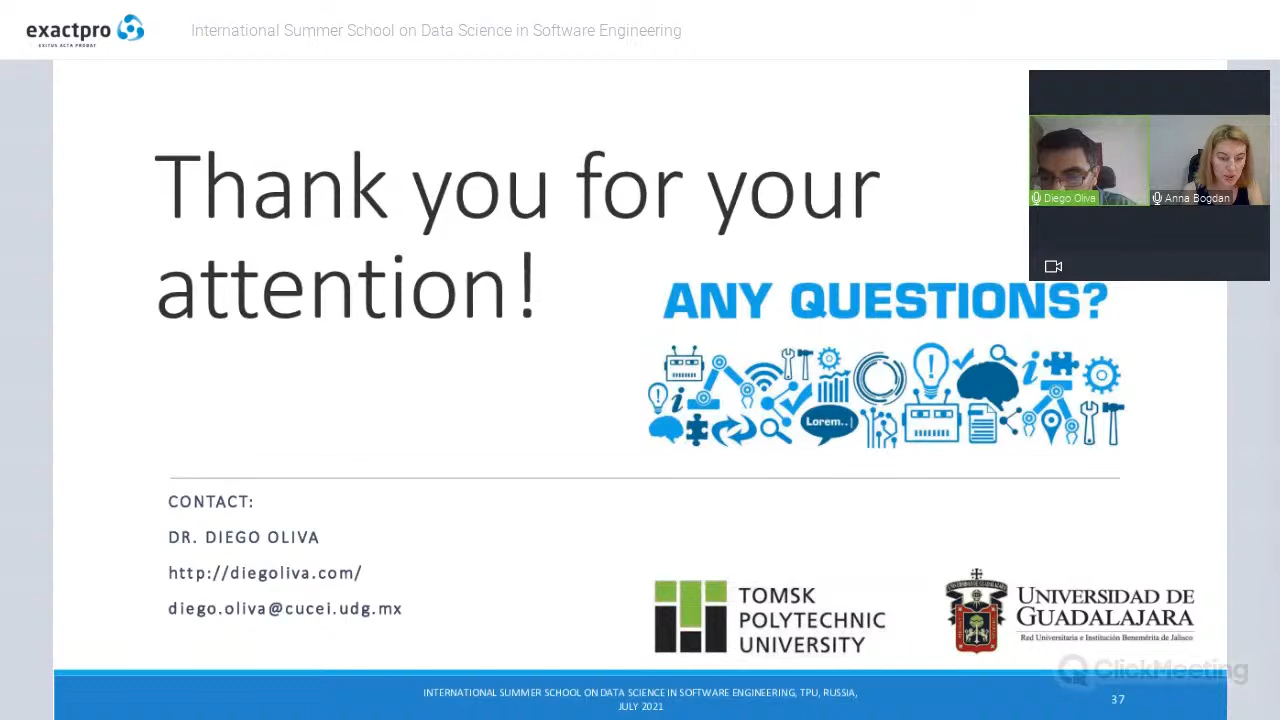 exactpro
EXITUS ACTA PROBAT
International Summer School on Data Science in Software Engineering
Diego Oliva
Anna Bogdan
Thank you for your
attention!
ANY QUESTIONS?
Lorem..|
CONTACT:
DR. DIEGO OLIVA
http://diegoliva.com/
diego.oliva@cucei.udg.mx
TOMSK
POLYTECHNIC
UNIVERSITY
UNIVERSIDAD DE
GUADALAJARA
Red Universitaria e Institución Benemérita de Jalisco
ClickMeeting
INTERNATIONAL SUMMER SCHOOL ON DATA SCIENCE IN SOFTWARE ENGINEERING, TPU, RUSSIA,
JULY 2021
37